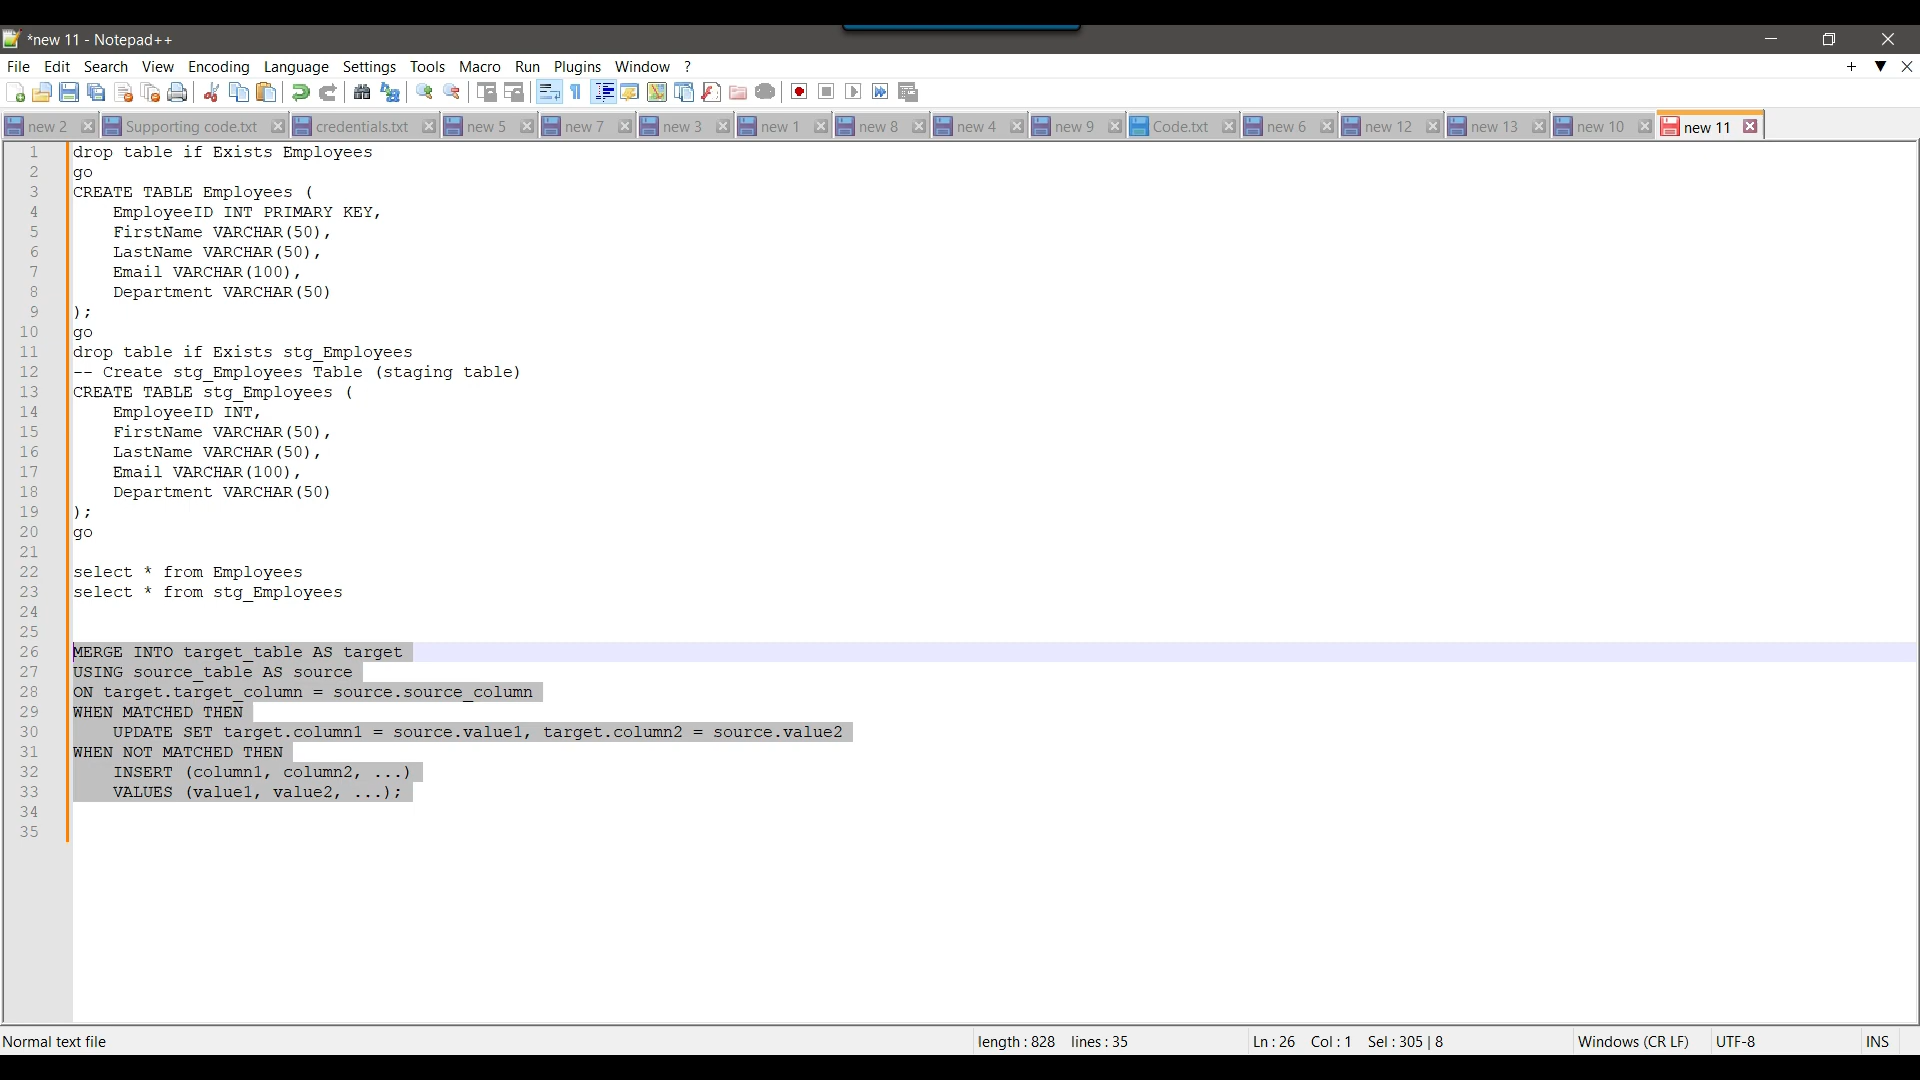 *new 11 - Notepad++
File Edit Search View Encoding Language Settings Tools Macro Run Plugins Window ?
new 2 Supporting code.txt credentials.txt new 5 new 7 new 3 new 1 new 8 new 4 new 9 Code.txt new 6 new 12 new 13 new 10 new 11
1 drop table if Exists Employees
2 go
3 CREATE TABLE Employees (
4 EmployeeID INT PRIMARY KEY,
5 FirstName VARCHAR(50),
6 LastName VARCHAR(50),
7 Email VARCHAR(100),
8 Department VARCHAR(50)
9 );
10 go
11 drop table if Exists stg_Employees
12 -- Create stg_Employees Table (staging table)
13 CREATE TABLE stg_Employees (
14 EmployeeID INT,
15 FirstName VARCHAR(50),
16 LastName VARCHAR(50),
17 Email VARCHAR(100),
18 Department VARCHAR(50)
19 );
20 go
21
22 select * from Employees
23 select * from stg_Employees
24
25
26 MERGE INTO target_table AS target
27 USING source_table AS source
28 ON target.target_column = source.source_column
29 WHEN MATCHED THEN
30 UPDATE SET target.column1 = source.value1, target.column2 = source.value2
31 WHEN NOT MATCHED THEN
32 INSERT (column1, column2, ...)
33 VALUES (value1, value2, ...);
34
35
Normal text file length : 828 lines : 35 Ln : 26 Col : 1 Sel : 305 | 8 Windows (CR LF) UTF-8 INS